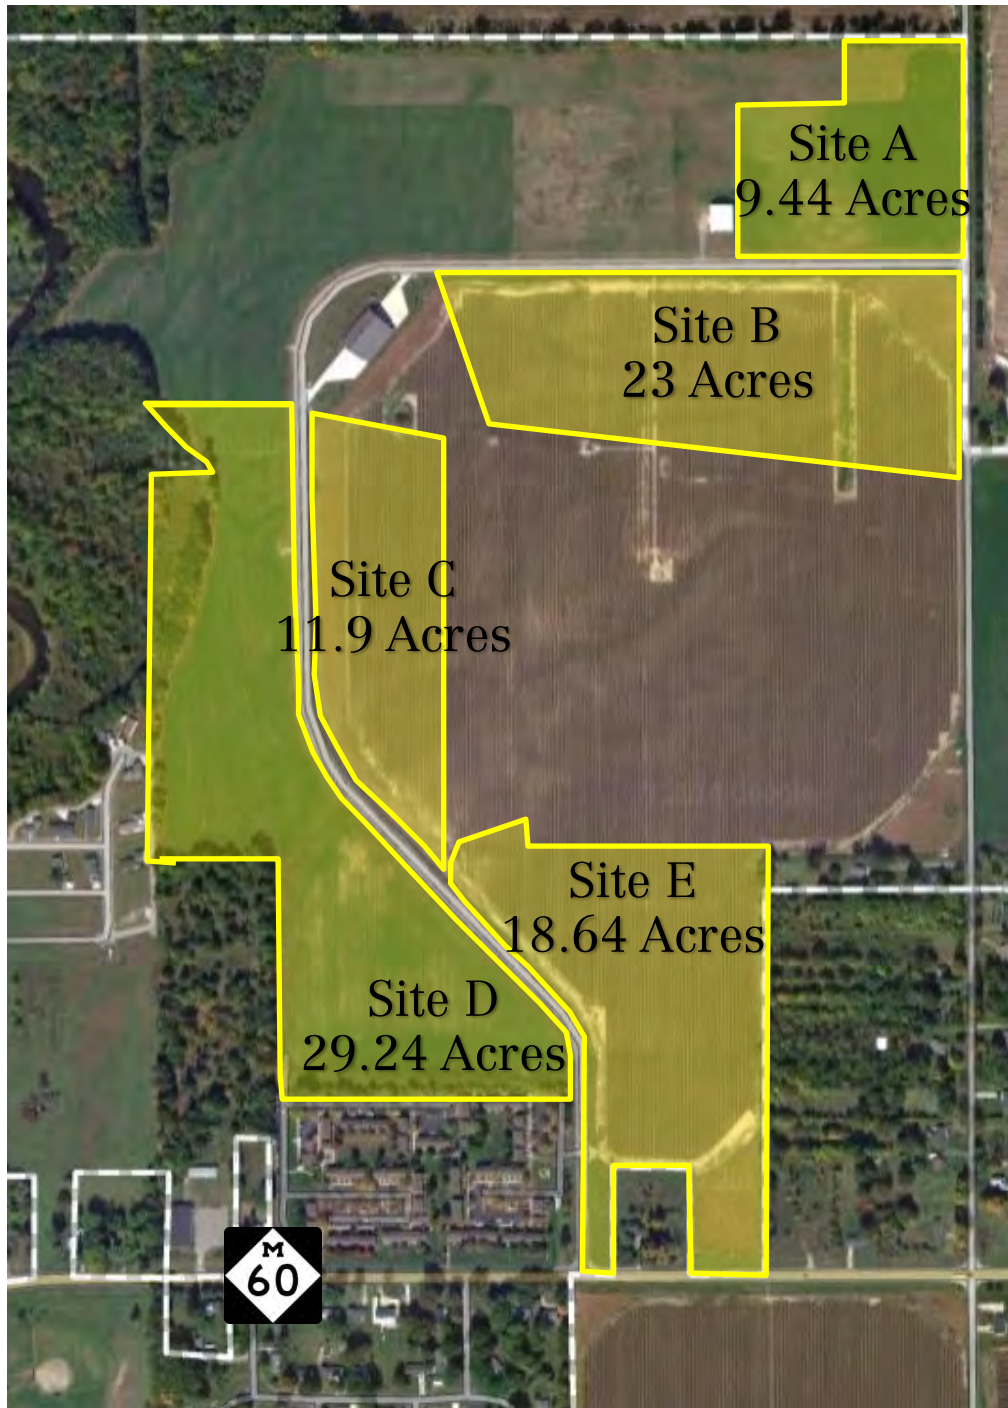 Site A
9.44 Acres
Site B
23 Acres
Site C
11.9 Acres
Site E
18.64 Acres
Site D
29.24 Acres
M
60